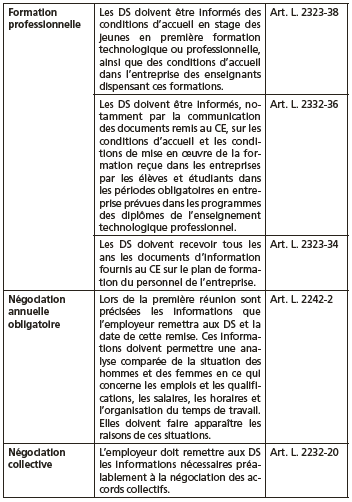 Formation
professionnelle
Les DS doivent être informés des
conditions d'accueil en stage des
jeunes en première formation
technologique ou professionnelle,
ainsi que des conditions d'accueil
dans l'entreprise des enseignants
dispensant ces formations.
Art. L. 2323-38
Les DS doivent être informés, no-
tamment par la communication
des documents remis au CE, sur les
conditions d'accueil et les condi-
tions de mise en œuvre de la for-
mation reçue dans les entreprises
par les élèves et étudiants dans
les périodes obligatoires en entre-
prise prévues dans les programmes
des diplômes de l'enseignement
technologique professionnel.
Art. L. 2332-36
Les DS doivent recevoir tous les
ans les documents d'information
fournis au CE sur le plan de forma-
tion du personnel de l'entreprise.
Art. L. 2323-34
Négociation
annuelle
obligatoire
Lors de la première réunion sont
précisées les informations que
l'employeur remettra aux DS et la
date de cette remise. Ces informa-
tions doivent permettre une ana-
lyse comparée de la situation des
hommes et des femmes en ce qui
concerne les emplois et les qualifi-
cations, les salaires, les horaires et
l'organisation du temps de travail.
Elles doivent faire apparaître les
raisons de ces situations.
Art. L. 2242-2
Négociation
collective
L'employeur doit remettre aux DS
les informations nécessaires préa-
lablement à la négociation des ac-
cords collectifs.
Art. L. 2232-20